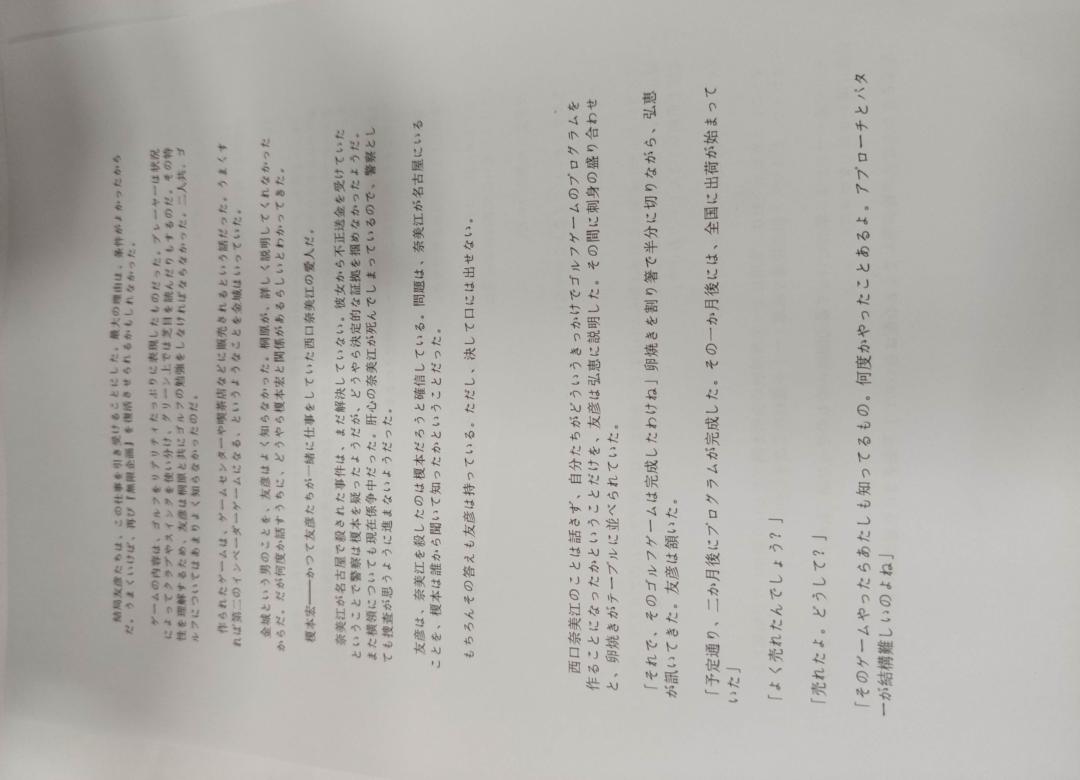 結局友彦たちは、この仕事を引き受けることにした。最大の理由は、条件がよかったから
だ。うまくいけば、再び『無限企画』を復活させられるかもしれなかった。
ゲームの内容は、ゴルフをリアリティたっぷりに表現したものだった。プレーヤーは状況
によってクラブやスイングを使い分け、グリーン上では芝目を読んだりもするのだ。その特
性を理解するため、友彦は桐原と共にゴルフの勉強をしなければならなかった。二人共、ゴ
ルフについてはあまりよく知らなかったのだ。
作られたゲームは、ゲームセンターや喫茶店などに販売されるという話だった。うまくす
れば第二のインベーダーゲームになる、というようなことを金城はいっていた。
金城という男のことを、友彦はよく知らなかった。桐原が、詳しく説明してくれなかった
からだ。だが何度か話すうちに、どうやら榎本宏と関係があるらしいとわかってきた。
榎本宏――かつて友彦たちが一緒に仕事をしていた西口奈美江の愛人だ。
奈美江が名古屋で殺された事件は、まだ解決していない。彼女から不正送金を受けていた
ということで警察は榎本を疑ったようだが、どうやら決定的な証拠を掴めなかったようだ。
また横領についても現在係争中だった。肝心の奈美江が死んでしまっているので、警察とし
ても捜査が思うように進まないようだった。
友彦は、奈美江を殺したのは榎本だろうと確信している。問題は、奈美江が名古屋にいる
ことを、榎本は誰から聞いて知ったかということだった。
もちろんその答えも友彦は持っている。ただし、決して口には出せない。
西口奈美江のことは話さず、自分たちがどういうきっかけでゴルフゲームのプログラムを
作ることになったかということだけを、友彦は弘恵に説明した。その間に刺身の盛り合わせ
と、卵焼きがテーブルに並べられていた。
「それで、そのゴルフゲームは完成したわけね」卵焼きを割り箸で半分に切りながら、弘恵
が訊いてきた。友彦は頷いた。
「予定通り、二か月後にプログラムが完成した。その一か月後には、全国に出荷が始まって
いた」
「よく売れたんでしょう？」
「売れたよ。どうして？」
「そのゲームやったらあたしも知ってるもの。何度かやったことあるよ。アプローチとパタ
ーが結構難しいのよね」